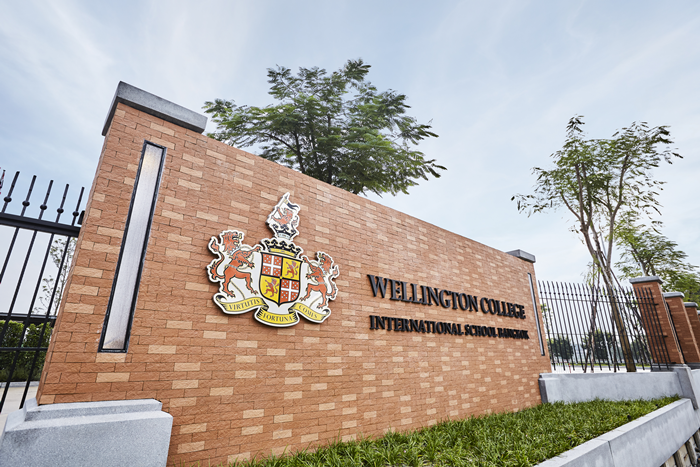 VIRTUTIS FORTUNA COMES
WELLINGTON COLLEGE
INTERNATIONAL SCHOOL BANGKOK